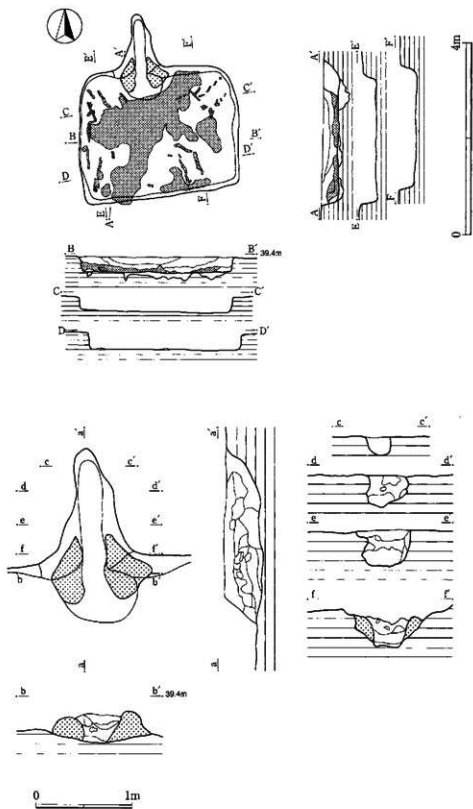 A' F'
E'
C'
C
B B'
D'
D
F
E
A
A' E' F'
A E F
4m
0
B B' 39.4m
C C'
D D'
a'
c c'
d d'
e e'
f f'
b b'
a
a'
a
c c'
d d'
e e'
f f'
b b' 39.4m
0 1m